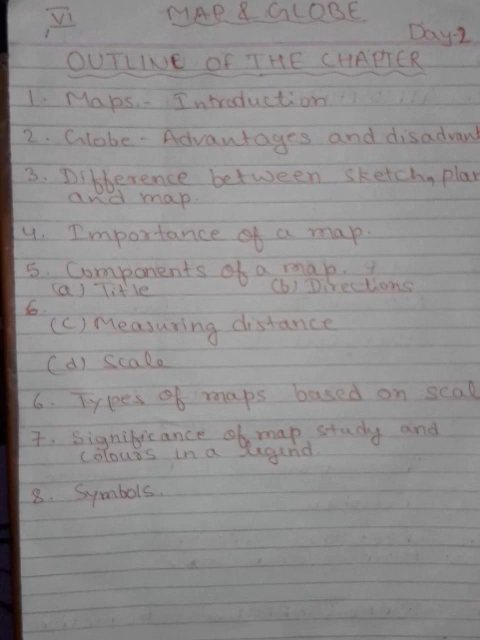 VI MAP & GLOBE
Day-2
OUTLINE OF THE CHAPTER
1. Maps - Introduction
2. Globe - Advantages and disadvant
3. Difference between sketch, plan
and map.
4. Importance of a map.
5. Components of a map.
(a) Title (b) Directions
6.
(c) Measuring distance
(d) Scale
6. Types of maps based on scal
7. Significance of map study and
colours in a legend
8. Symbols.